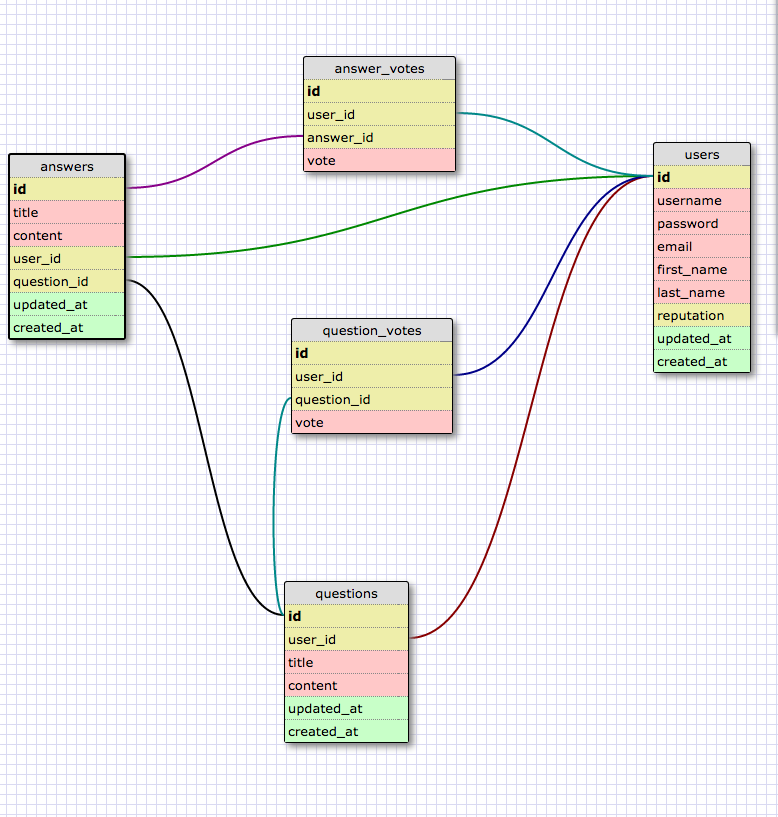 answer_votes
id
user_id
answer_id
vote
answers
id
title
content
user_id
question_id
updated_at
created_at
users
id
username
password
email
first_name
last_name
reputation
updated_at
created_at
question_votes
id
user_id
question_id
vote
questions
id
user_id
title
content
updated_at
created_at